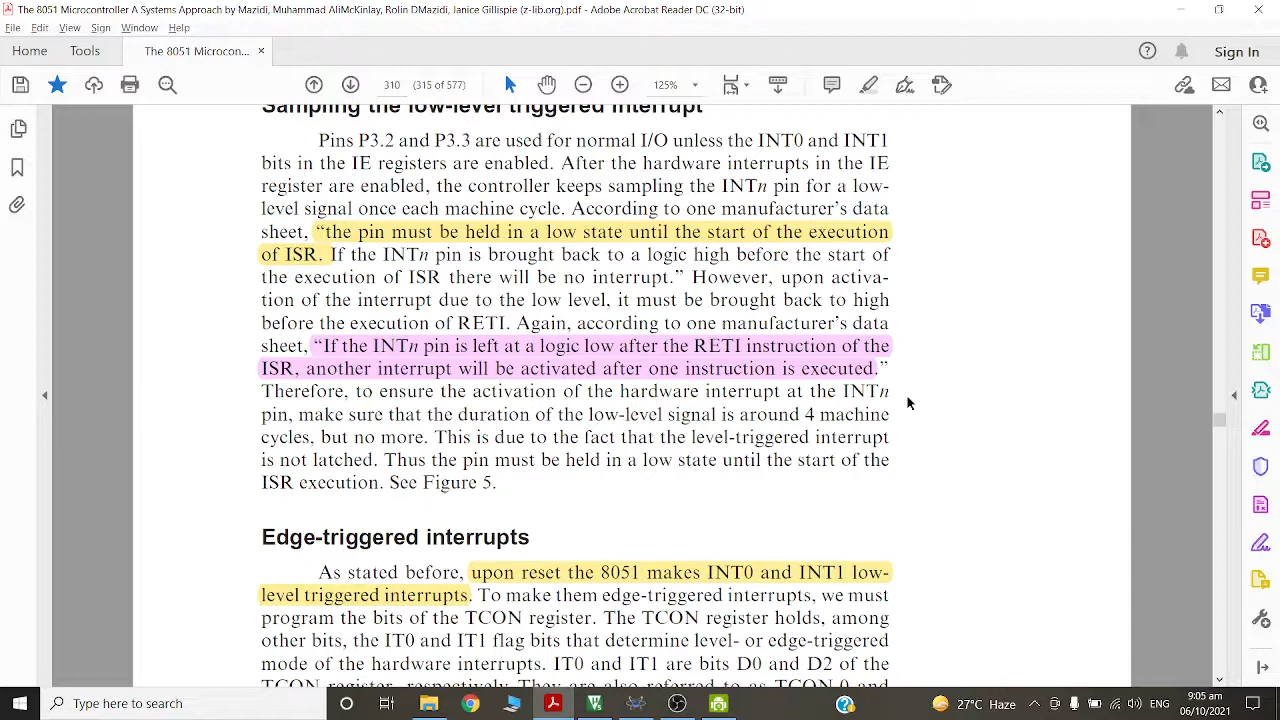 The 8051 Microcontroller A Systems Approach by Mazidi, Muhammad AliMcKinlay, Rolin DMazidi, Janice Gillispie (z-lib.org).pdf - Adobe Acrobat Reader DC (32-bit)
File Edit View Sign Window Help
Home Tools The 8051 Microcon... × Sign In
310 (315 of 577) 125%
Sampling the low-level triggered interrupt
Pins P3.2 and P3.3 are used for normal I/O unless the INT0 and INT1
bits in the IE registers are enabled. After the hardware interrupts in the IE
register are enabled, the controller keeps sampling the INTn pin for a low-
level signal once each machine cycle. According to one manufacturer's data
sheet, “the pin must be held in a low state until the start of the execution
of ISR. If the INTn pin is brought back to a logic high before the start of
the execution of ISR there will be no interrupt.” However, upon activa-
tion of the interrupt due to the low level, it must be brought back to high
before the execution of RETI. Again, according to one manufacturer's data
sheet, “If the INTn pin is left at a logic low after the RETI instruction of the
ISR, another interrupt will be activated after one instruction is executed.”
Therefore, to ensure the activation of the hardware interrupt at the INTn
pin, make sure that the duration of the low-level signal is around 4 machine
cycles, but no more. This is due to the fact that the level-triggered interrupt
is not latched. Thus the pin must be held in a low state until the start of the
ISR execution. See Figure 5.
Edge-triggered interrupts
As stated before, upon reset the 8051 makes INT0 and INT1 low-
level triggered interrupts. To make them edge-triggered interrupts, we must
program the bits of the TCON register. The TCON register holds, among
other bits, the IT0 and IT1 flag bits that determine level- or edge-triggered
mode of the hardware interrupts. IT0 and IT1 are bits D0 and D2 of the
TCON register, respectively. They are also referred to as TCON.0 and
Type here to search
27°C Haze
9:05 am
06/10/2021